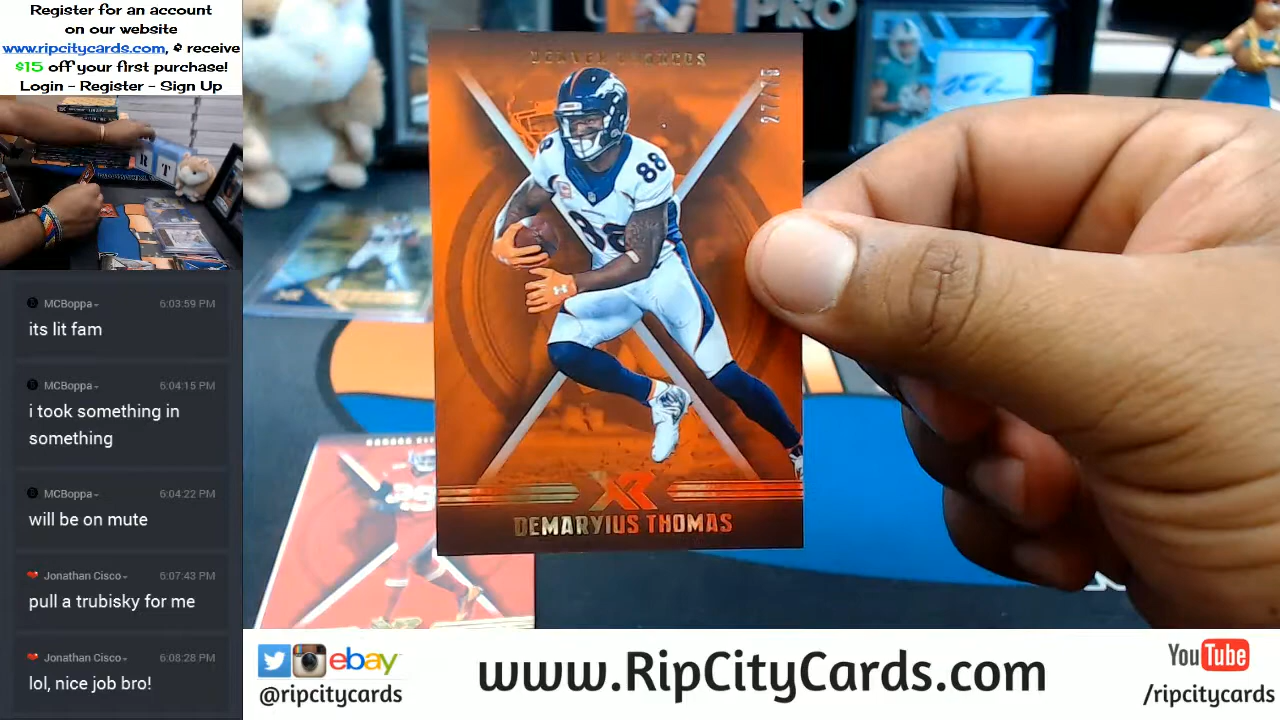 Register for an account
on our website
www.ripcitycards.com, & receive
$15 off your first purchase!
Login - Register - Sign Up
R T
MCBoppa 6:03:59 PM
its lit fam
MCBoppa 6:04:15 PM
i took something in
something
MCBoppa 6:04:22 PM
will be on mute
Jonathan Cisco 6:07:43 PM
pull a trubisky for me
Jonathan Cisco 6:08:28 PM
lol, nice job bro!
PRO
DENVER BRONCOS
88
88
XR
DEMARYIUS THOMAS
29
ebay
@ripcitycards
www.RipCityCards.com
YouTube
/ripcitycards